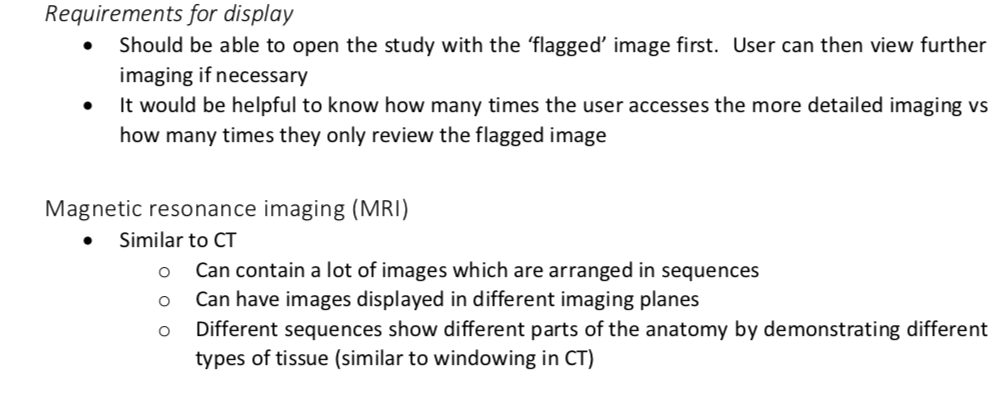 Requirements for display
• Should be able to open the study with the ‘flagged’ image first. User can then view further
imaging if necessary
• It would be helpful to know how many times the user accesses the more detailed imaging vs
how many times they only review the flagged image
Magnetic resonance imaging (MRI)
• Similar to CT
o Can contain a lot of images which are arranged in sequences
o Can have images displayed in different imaging planes
o Different sequences show different parts of the anatomy by demonstrating different
types of tissue (similar to windowing in CT)